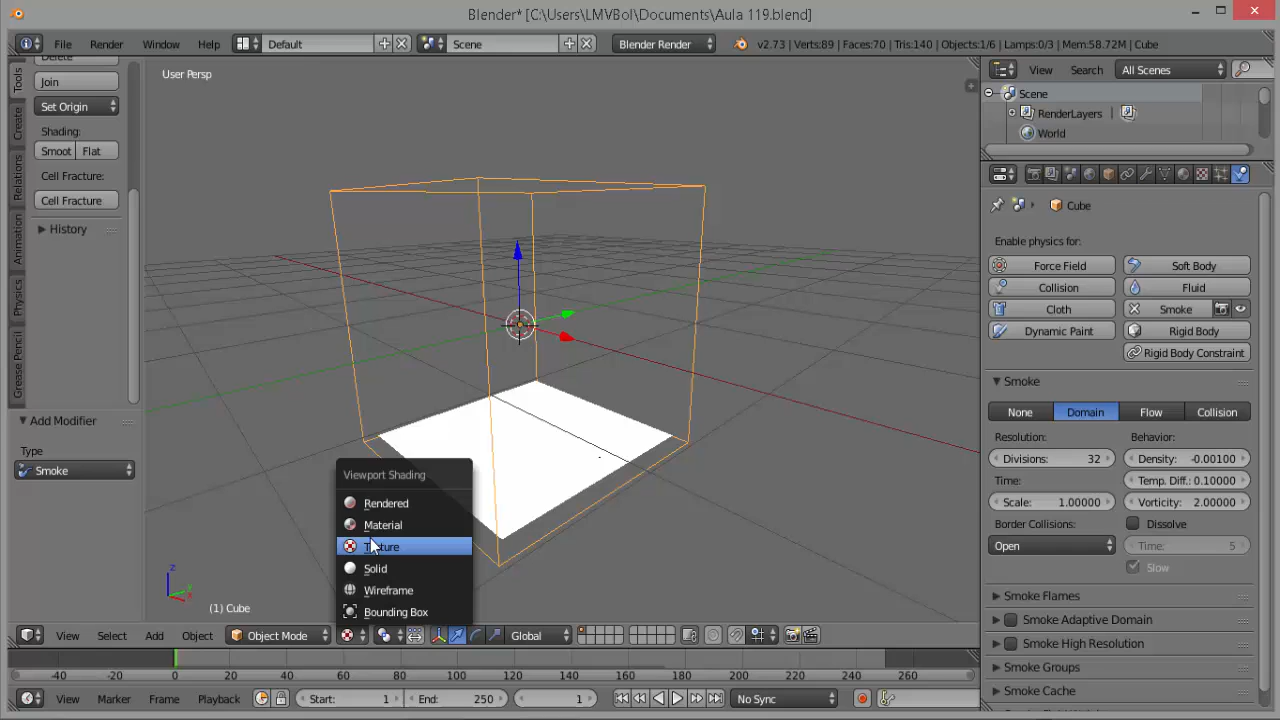 Blender* [C:\Users\LMVBol\Documents\Aula 119.blend]
File Render Window Help Default Scene Blender Render v2.73 | Verts:89 | Faces:70 | Tris:140 | Objects:1/6 | Lamps:0/3 | Mem:58.72M | Cube
Tools
Create
Relations
Animation
Physics
Grease Pencil
Delete
Join
Set Origin
Shading:
Smoot Flat
Cell Fracture:
Cell Fracture
History
Add Modifier
Type
Smoke
User Persp
Viewport Shading
Rendered
Material
Texture
Solid
Wireframe
Bounding Box
z
y
x
(1) Cube
View Select Add Object Object Mode Global
-40 -20 0 20 40 60 80 100 120 140 160 180 200 220 240 260
View Marker Frame Playback Start: 1 End: 250 1 No Sync
View Search All Scenes
Scene
RenderLayers |
World
Cube
Enable physics for:
Force Field Soft Body
Collision Fluid
Cloth Smoke
Dynamic Paint Rigid Body
Rigid Body Constraint
Smoke
None Domain Flow Collision
Resolution: Behavior:
Divisions: 32 Density: -0.00100
Time: Temp. Diff.: 0.10000
Scale: 1.00000 Vorticity: 2.00000
Border Collisions: Dissolve
Open Time: 5
Slow
Smoke Flames
Smoke Adaptive Domain
Smoke High Resolution
Smoke Groups
Smoke Cache